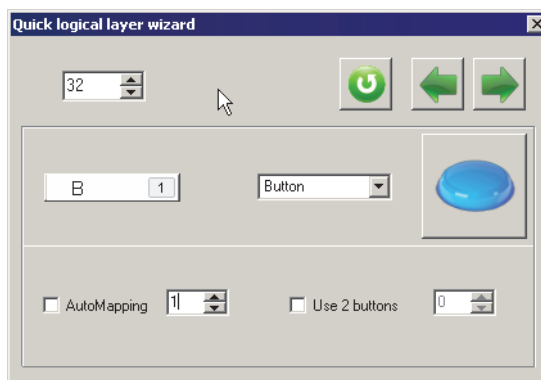 Quick logical layer wizard
32
B 1 Button
AutoMapping 1 Use 2 buttons 0